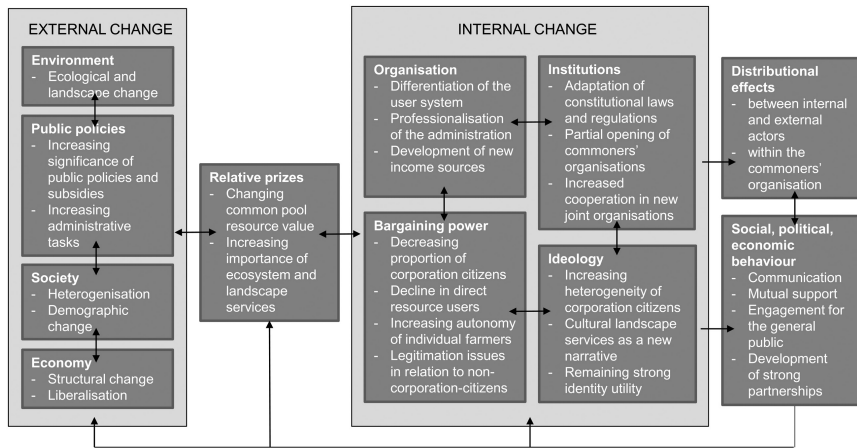 EXTERNAL CHANGE
Environment
- Ecological and
landscape change
Public policies
- Increasing
significance of
public policies and
subsidies
- Increasing
administrative
tasks
Society
- Heterogenisation
- Demographic
change
Economy
- Structural change
- Liberalisation
Relative prizes
- Changing
common pool
resource value
- Increasing
importance of
ecosystem and
landscape
services
INTERNAL CHANGE
Organisation
- Differentiation of the
user system
- Professionalisation
of the administration
- Development of new
income sources
Bargaining power
- Decreasing
proportion of
corporation citizens
- Decline in direct
resource users
- Increasing autonomy
of individual farmers
- Legitimation issues
in relation to non-
corporation-citizens
Institutions
- Adaptation of
constitutional laws
and regulations
- Partial opening of
commoners'
organisations
- Increased
cooperation in new
joint organisations
Ideology
- Increasing
heterogeneity of
corporation citizens
- Cultural landscape
services as a new
narrative
- Remaining strong
identity utility
Distributional
effects
- between internal
and external
actors
- within the
commoners'
organisation
Social, political,
economic
behaviour
- Communication
- Mutual support
- Engagement for
the general
public
- Development
of strong
partnerships